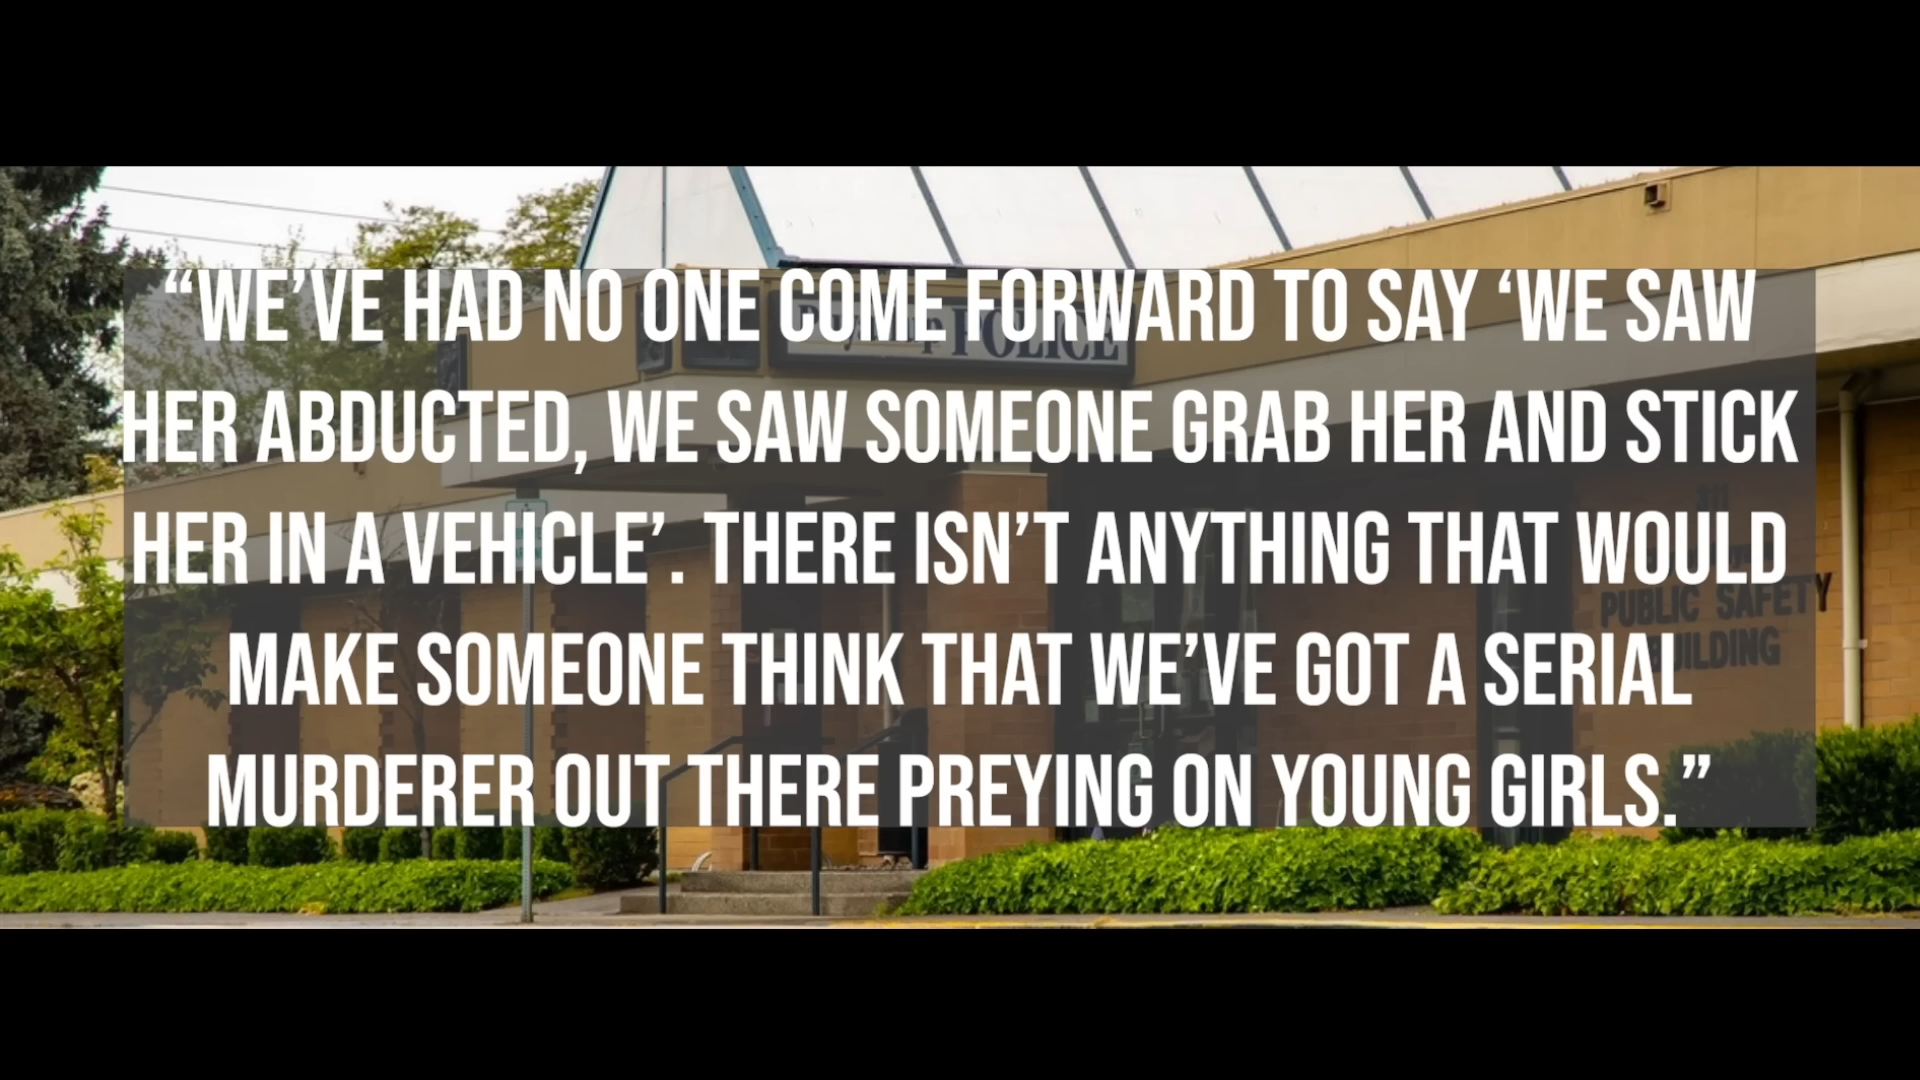 “WE’VE HAD NO ONE COME FORWARD TO SAY ‘WE SAW
HER ABDUCTED, WE SAW SOMEONE GRAB HER AND STICK
HER IN A VEHICLE’. THERE ISN’T ANYTHING THAT WOULD
MAKE SOMEONE THINK THAT WE’VE GOT A SERIAL
MURDERER OUT THERE PREYING ON YOUNG GIRLS.”
Puyallup POLICE
311
PUBLIC SAFETY
BUILDING